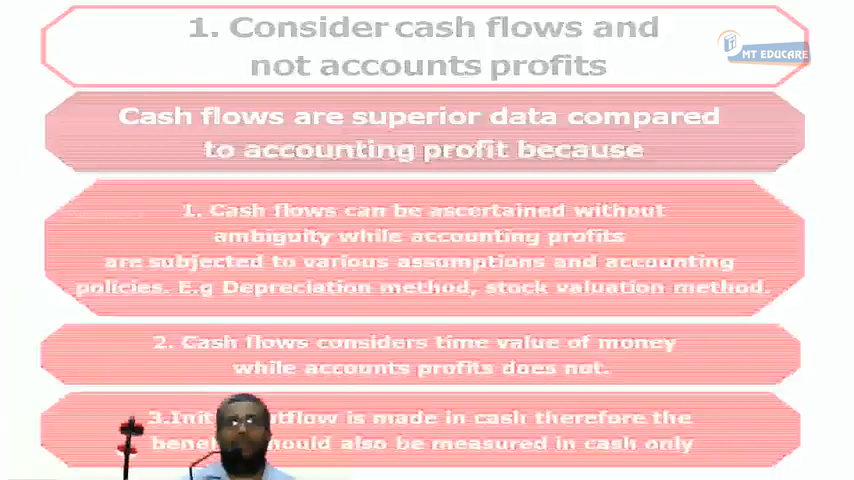 1. Consider cash flows and
not accounts profits
MT EDUCARE
Cash flows are superior data compared
to accounting profit because
1. Cash flows can be ascertained without
ambiguity while accounting profits
are subjected to various assumptions and accounting
policies. E.g Depreciation method, stock valuation method.
2. Cash flows considers time value of money
while accounts profits does not.
flow is made in cash therefore the
should also be measured in cash only